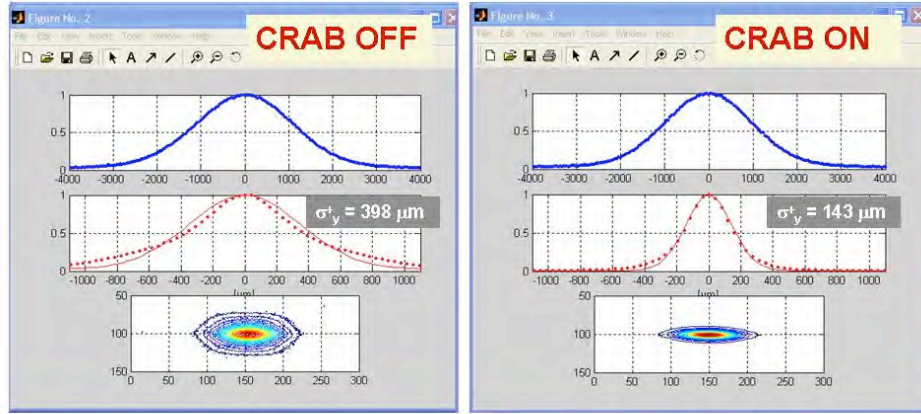 Figure No. 2
CRAB OFF
File Edit View Insert Tools Window Help
1
0.5
0
-4000 -3000 -2000 -1000 0 1000 2000 3000 4000
1
0.5
0
-1000 -800 -600 -400 -200 0 200 400 600 800 1000
σ⁺y = 398 μm
[μm]
50
100
150
0 50 100 150 200 250 300
Figure No. 3
CRAB ON
File Edit View Insert Tools Window Help
1
0.5
0
-4000 -3000 -2000 -1000 0 1000 2000 3000 4000
1
0.5
0
-1000 -800 -600 -400 -200 0 200 400 600 800 1000
σ⁺y = 143 μm
[μm]
50
100
150
0 50 100 150 200 250 300